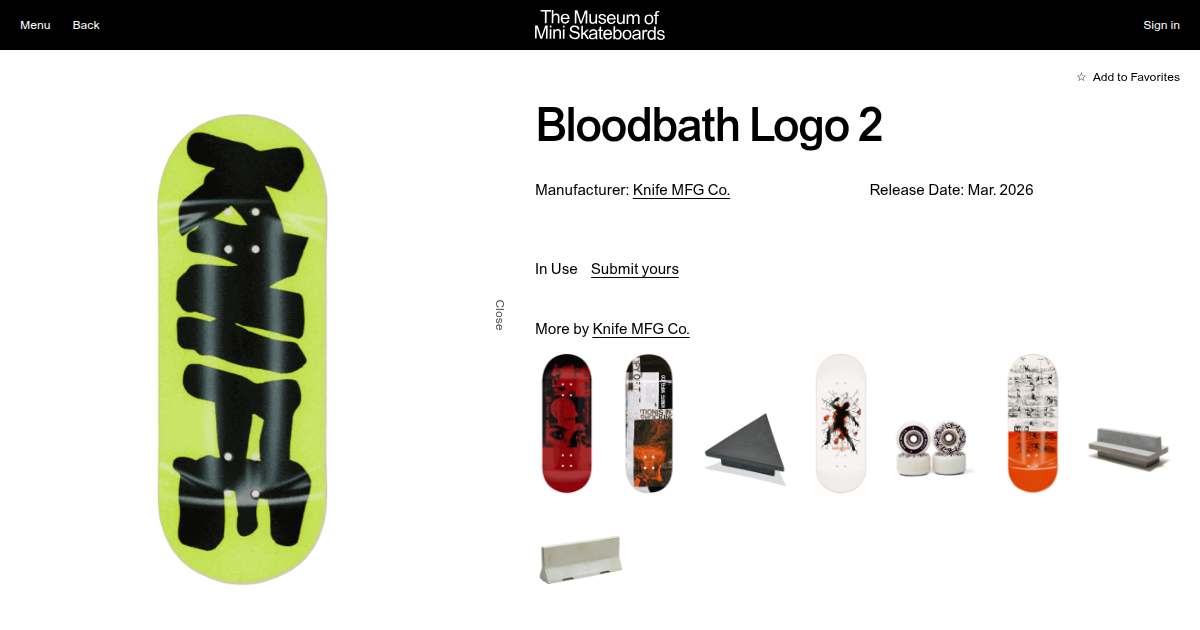 Menu
Back
The Museum of
Mini Skateboards
Sign in
☆ Add to Favorites
Bloodbath Logo 2
Manufacturer: Knife MFG Co.
Release Date: Mar. 2026
In Use Submit yours
Close
More by Knife MFG Co.
KNIFE